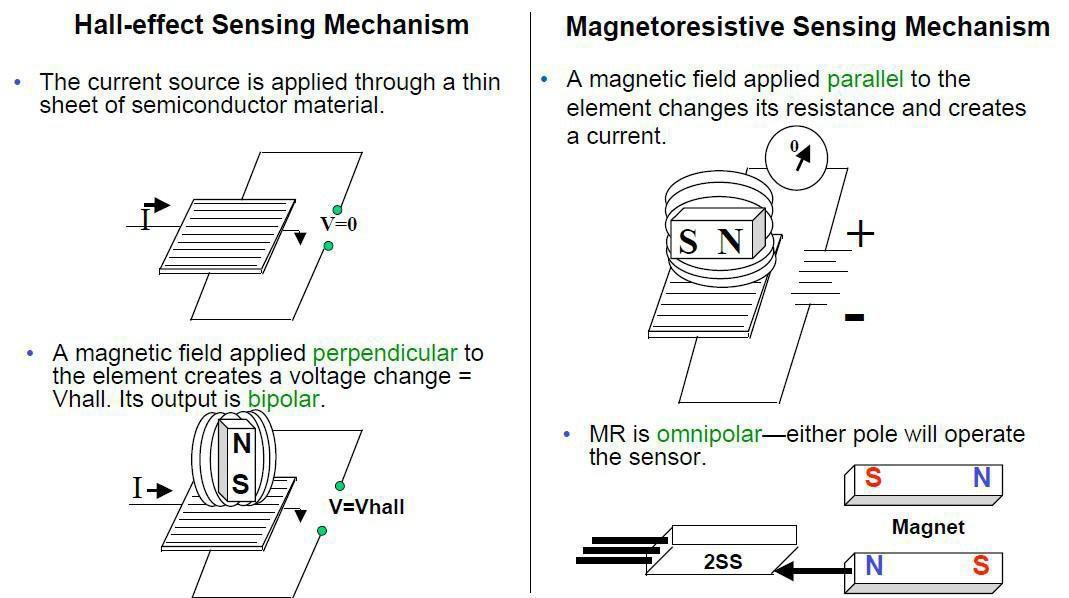 Hall-effect Sensing Mechanism
• The current source is applied through a thin
sheet of semiconductor material.
I
V=0
• A magnetic field applied perpendicular to
the element creates a voltage change =
Vhall. Its output is bipolar.
N
S
I
V=Vhall
Magnetoresistive Sensing Mechanism
• A magnetic field applied parallel to the
element changes its resistance and creates
a current.
0
S N
+
-
• MR is omnipolar—either pole will operate
the sensor.
S N
Magnet
2SS
N S